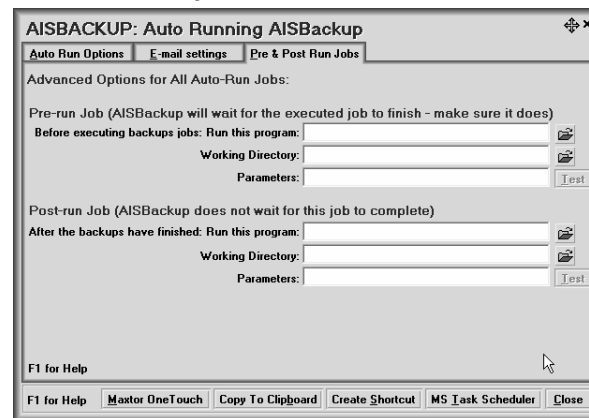 AISBACKUP: Auto Running AISBackup
Auto Run Options E-mail settings Pre & Post Run Jobs
Advanced Options for All Auto-Run Jobs:
Pre-run Job (AISBackup will wait for the executed job to finish - make sure it does)
Before executing backups jobs: Run this program:
Working Directory:
Parameters: Test
Post-run Job (AISBackup does not wait for this job to complete)
After the backups have finished: Run this program:
Working Directory:
Parameters: Test
F1 for Help
F1 for Help Maxtor OneTouch Copy To Clipboard Create Shortcut MS Task Scheduler Close